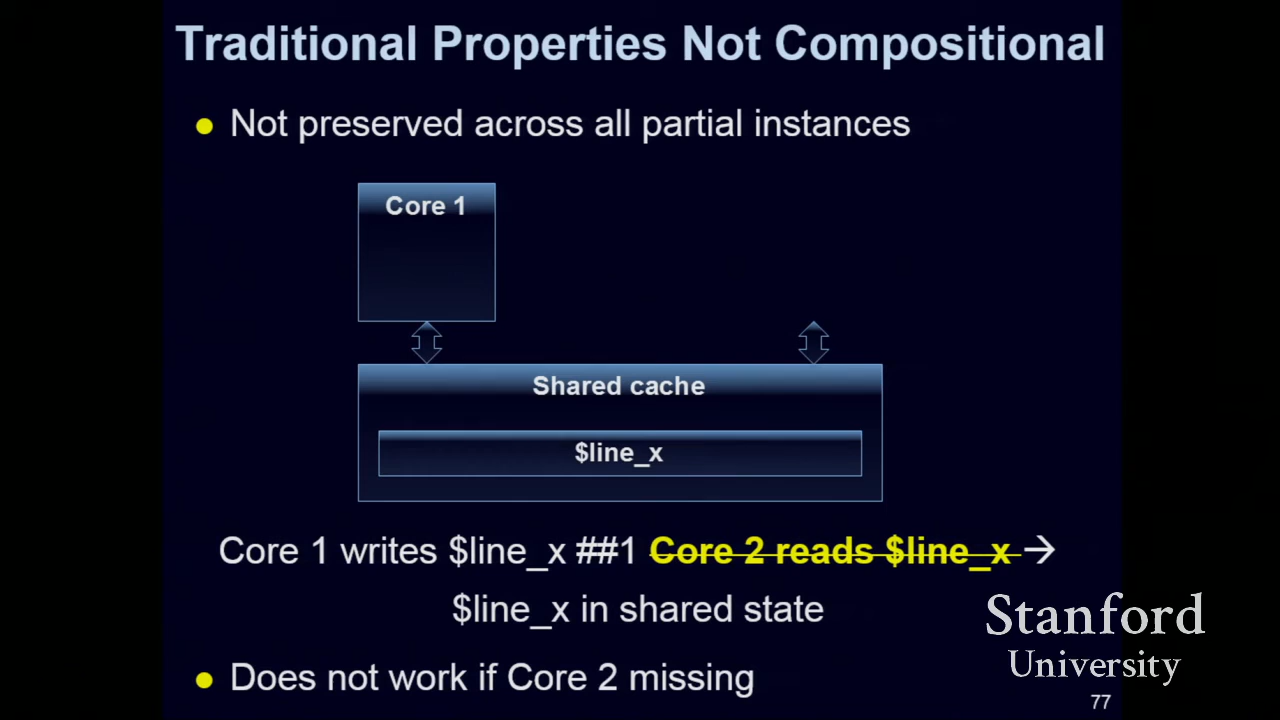 Traditional Properties Not Compositional
Not preserved across all partial instances
Core 1
Shared cache
$line_x
Core 1 writes $line_x ##1 Core 2 reads $line_x →
$line_x in shared state
Does not work if Core 2 missing
Stanford
University
77